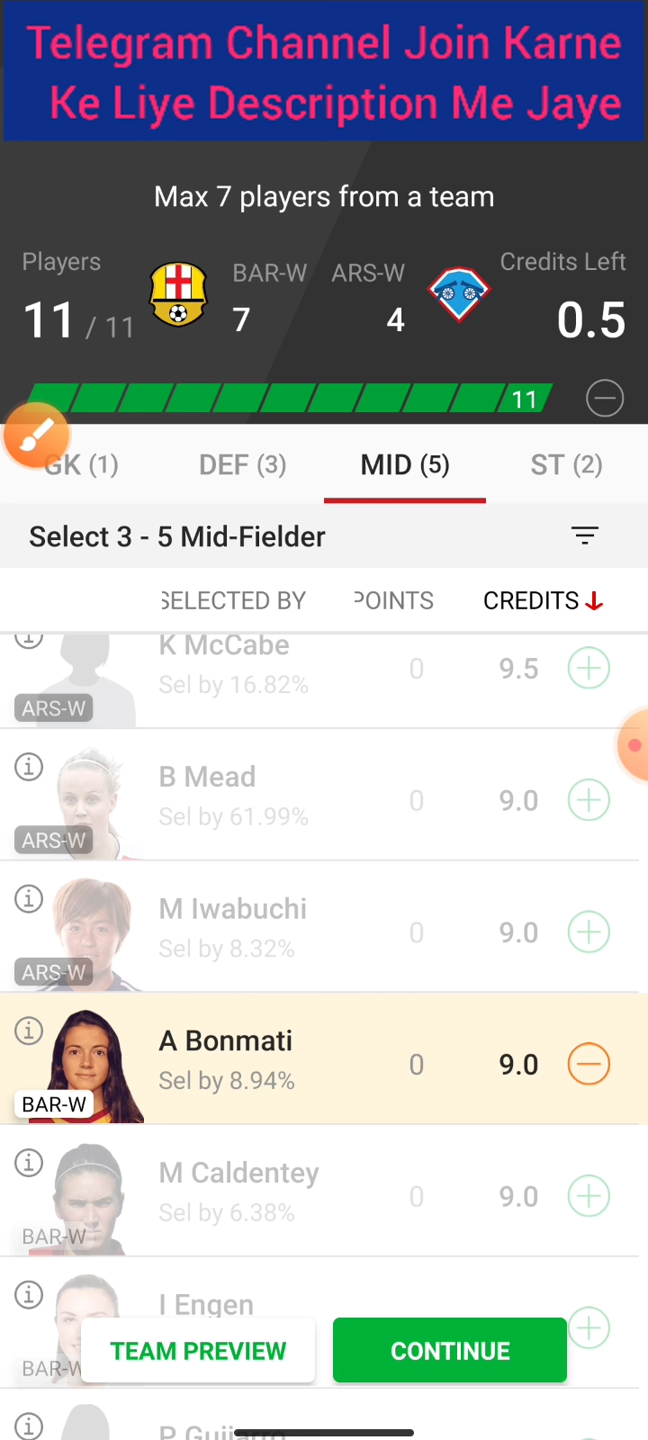 Telegram Channel Join Karne
Ke Liye Description Me Jaye
Max 7 players from a team
Players
BAR-W
ARS-W
Credits Left
11 / 11
7
4
0.5
11
GK (1)
DEF (3)
MID (5)
ST (2)
Select 3 - 5 Mid-Fielder
SELECTED BY
POINTS
CREDITS
K McCabe
Sel by 16.82%
0
9.5
ARS-W
B Mead
Sel by 61.99%
0
9.0
ARS-W
M Iwabuchi
Sel by 8.32%
0
9.0
ARS-W
A Bonmati
Sel by 8.94%
0
9.0
BAR-W
M Caldentey
Sel by 6.38%
0
9.0
BAR-W
I Engen
BAR-W
TEAM PREVIEW
CONTINUE